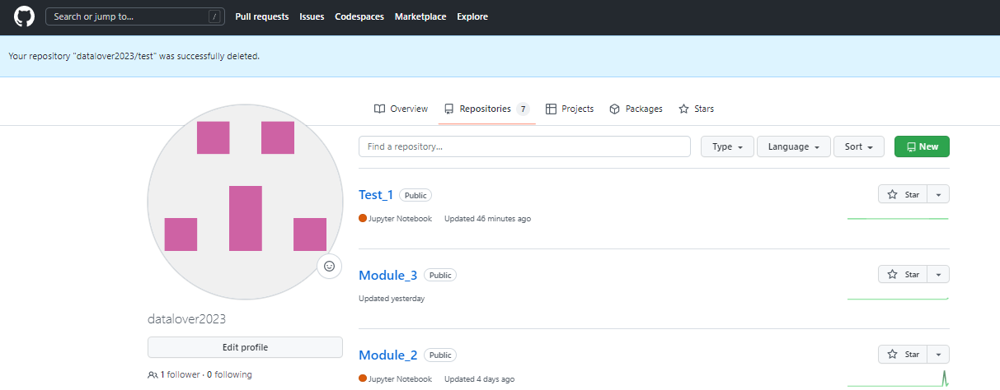 Search or jump to... / Pull requests Issues Codespaces Marketplace Explore
Your repository "datalover2023/test" was successfully deleted.
Overview Repositories 7 Projects Packages Stars
Find a repository... Type Language Sort New
Test_1 Public Star
Jupyter Notebook Updated 46 minutes ago
Module_3 Public Star
Updated yesterday
datalover2023
Edit profile
Module_2 Public Star
1 follower · 0 following
Jupyter Notebook Updated 4 days ago